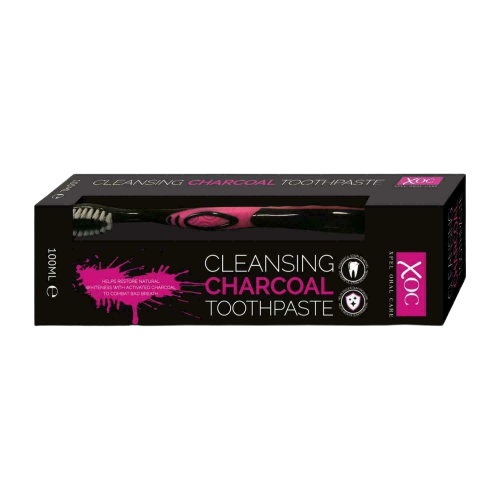 CLEANSING CHARCOAL TOOTHPASTE
XOC
100ML e
100ML e
HELPS RESTORE NATURAL
WHITENESS WITH ACTIVATED CHARCOAL
TO COMBAT BAD BREATH
CLEANSING
CHARCOAL
TOOTHPASTE
XOC
XPEL ORAL CARE